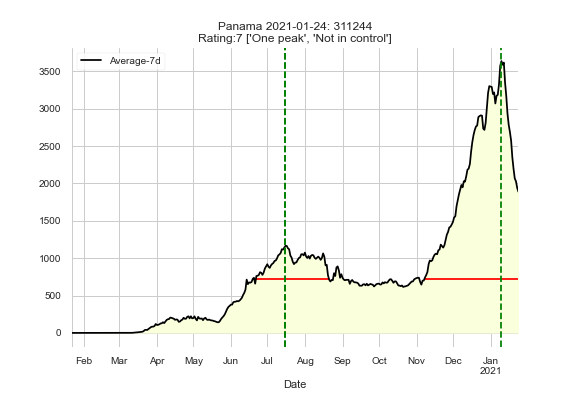 Panama 2021-01-24: 311244
Rating:7 ['One peak', 'Not in control']
Average-7d
3500
3000
2500
2000
1500
1000
500
0
Feb Mar Apr May Jun Jul Aug Sep Oct Nov Dec Jan
2021
Date